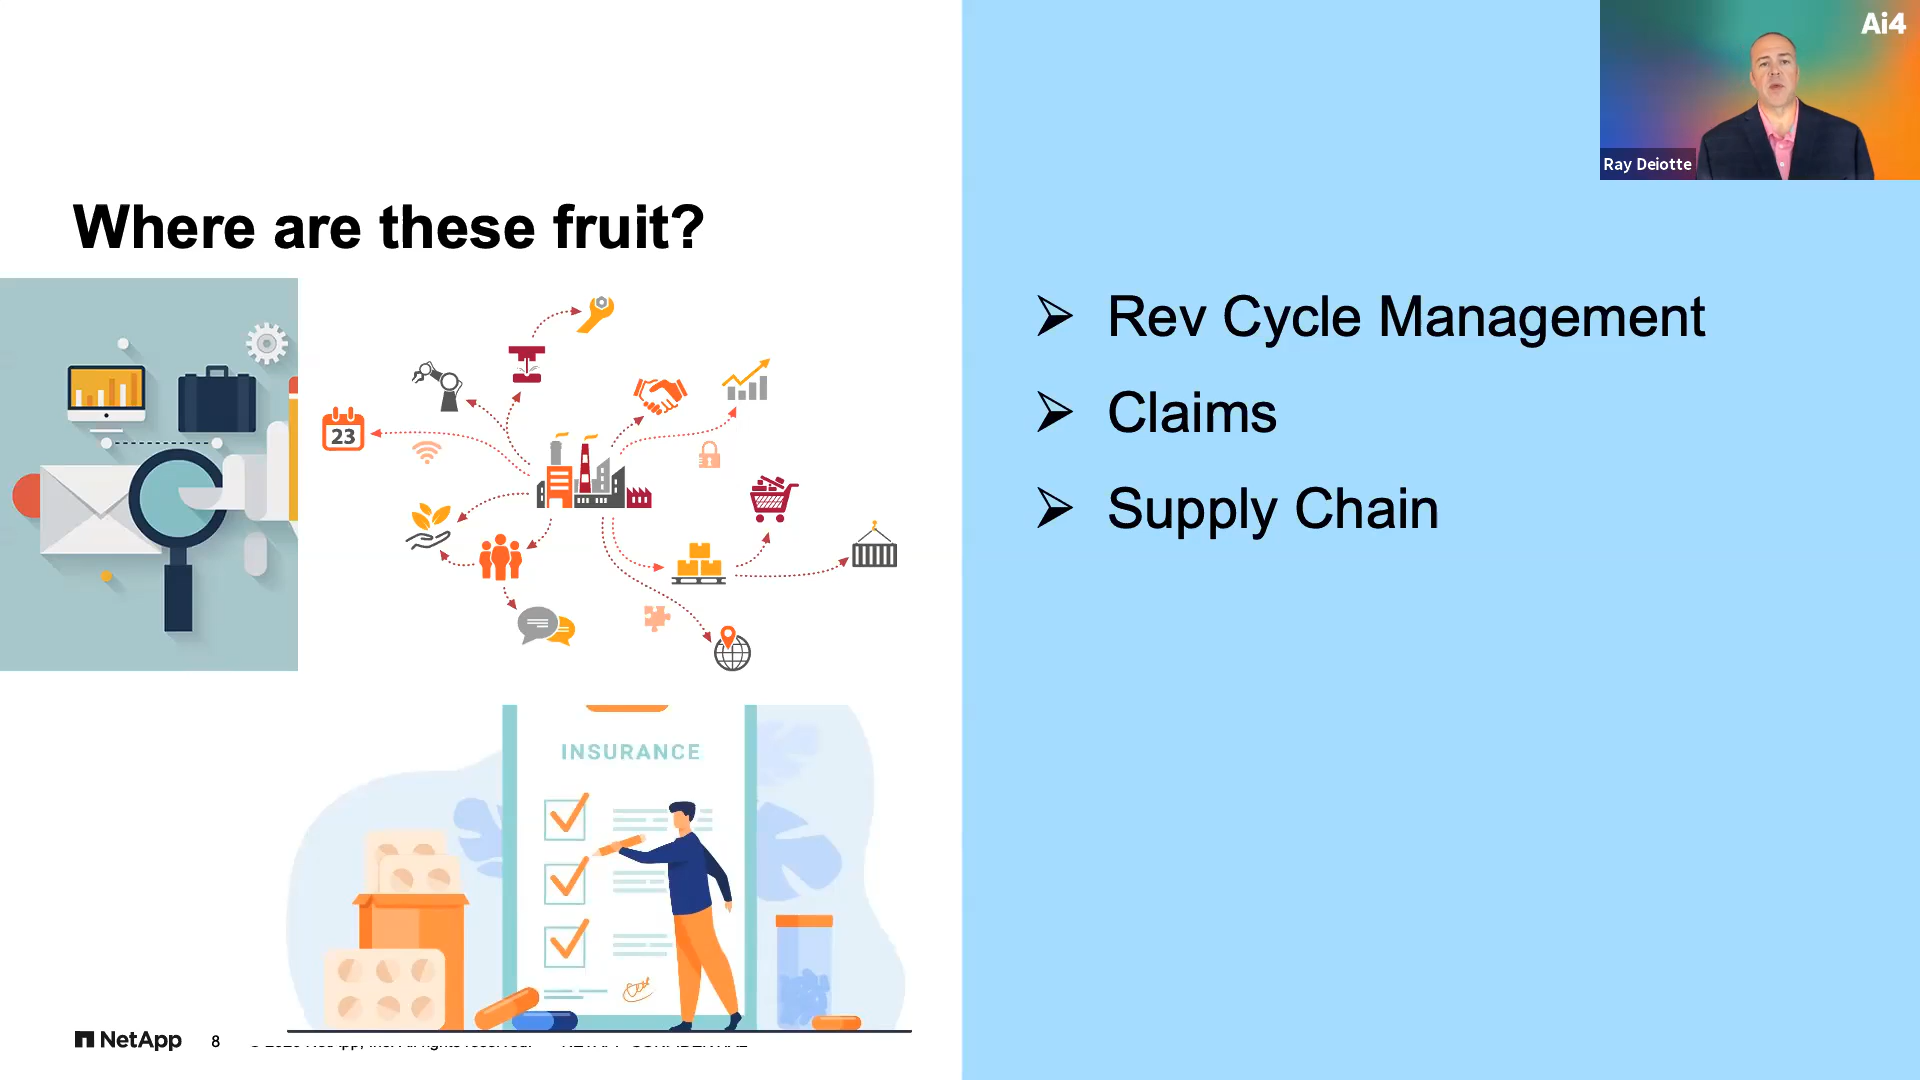 Ai4
Ray Deiotte
Where are these fruit?
23
INSURANCE
➢ Rev Cycle Management
➢ Claims
➢ Supply Chain
NetApp
8